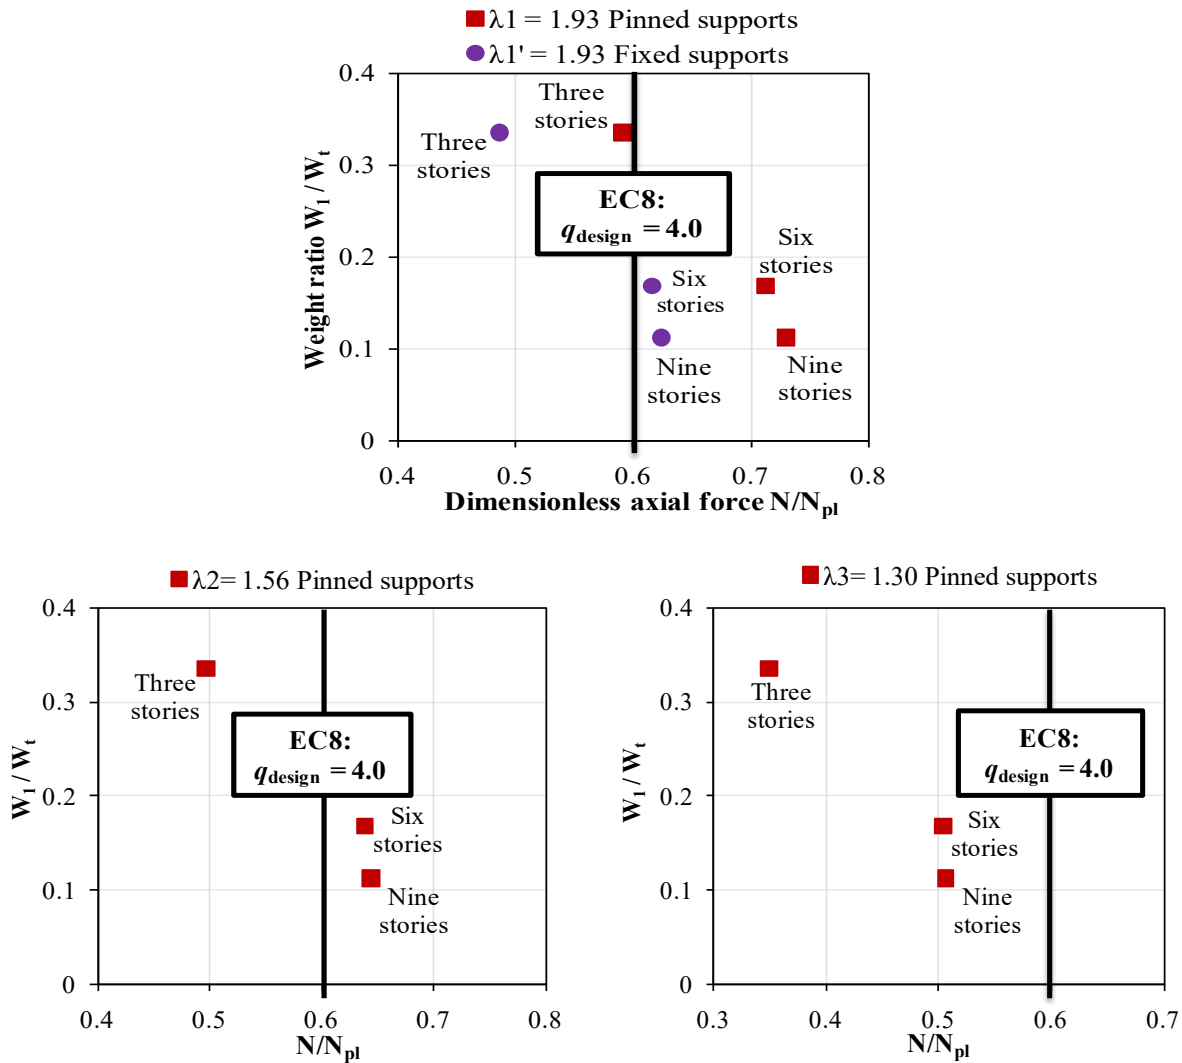 λ1 = 1.93 Pinned supports
λ1' = 1.93 Fixed supports
Weight ratio W1 / Wt
0.4
0.3
0.2
0.1
0
Three
stories
Three
stories
EC8:
qdesign = 4.0
Six
stories
Six
stories
Nine
stories
Nine
stories
0.4 0.5 0.6 0.7 0.8
Dimensionless axial force N/Npl
λ2= 1.56 Pinned supports
W1 / Wt
0.4
0.3
0.2
0.1
0
Three
stories
EC8:
qdesign = 4.0
Six
stories
Nine
stories
0.4 0.5 0.6 0.7 0.8
N/Npl
λ3= 1.30 Pinned supports
W1 / Wt
0.4
0.3
0.2
0.1
0
Three
stories
EC8:
qdesign = 4.0
Six
stories
Nine
stories
0.3 0.4 0.5 0.6 0.7
N/Npl